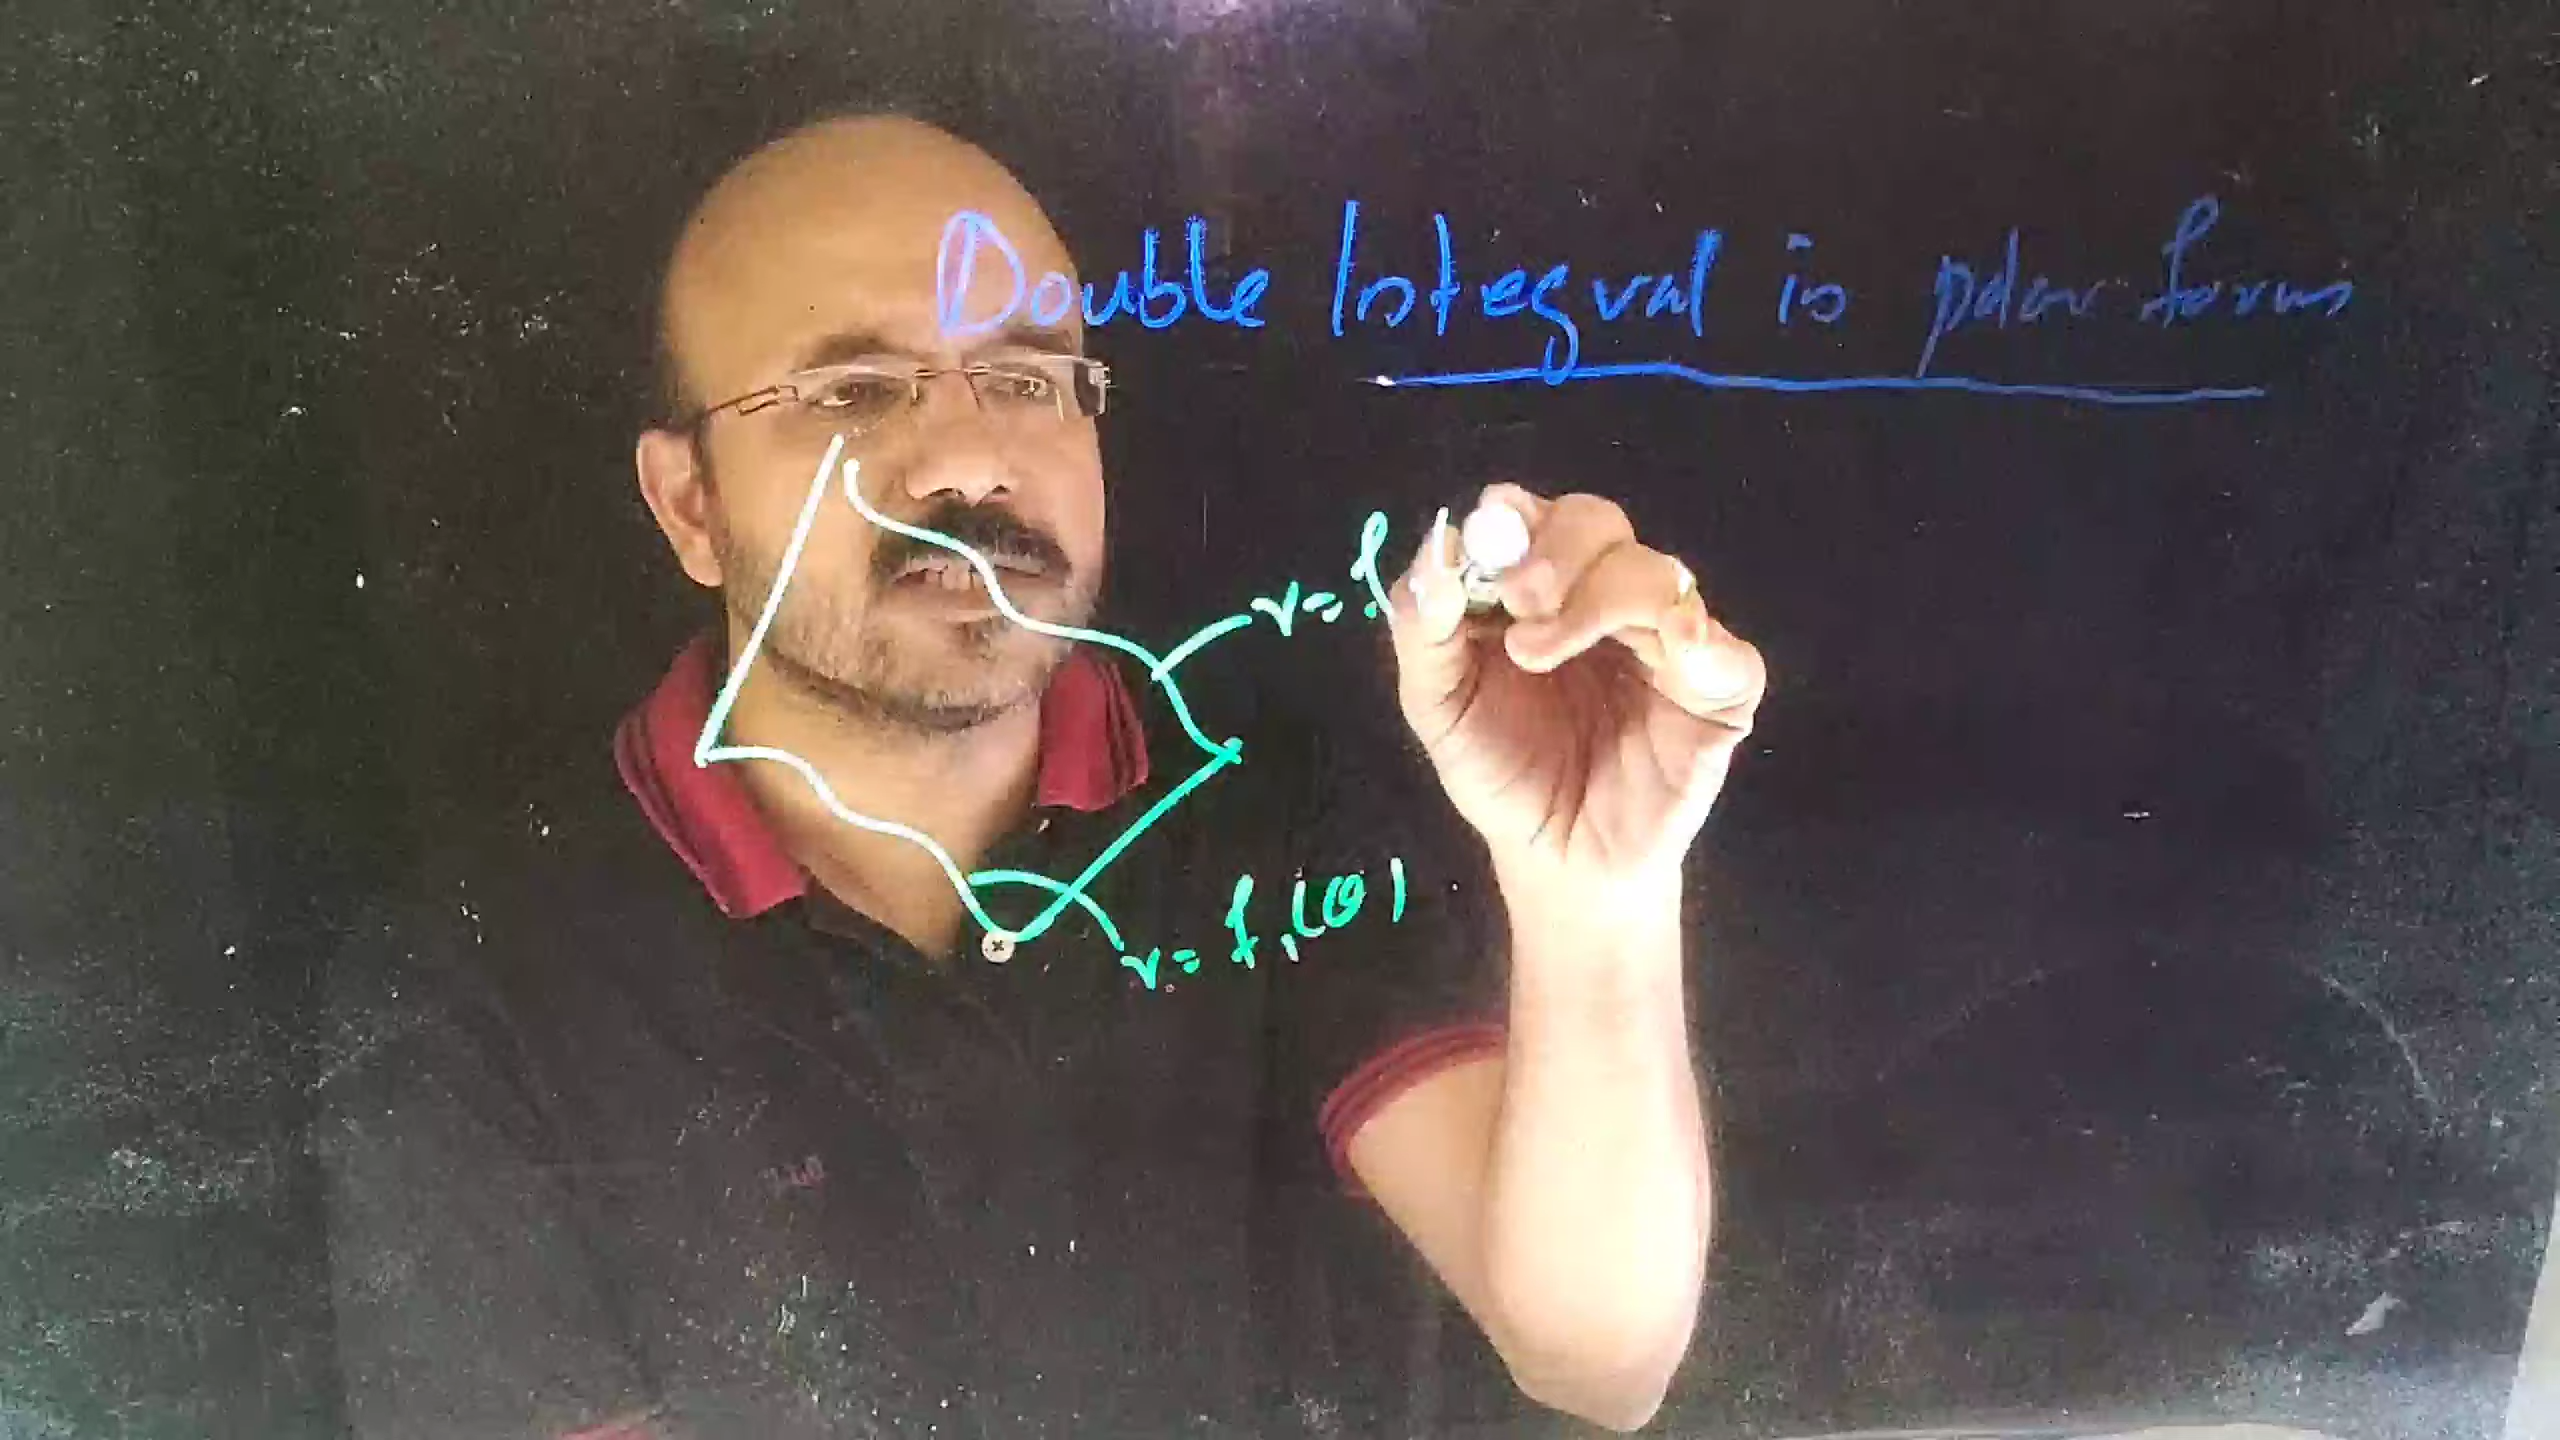 Double Integral in polar form
r = f
r = f₁(θ)